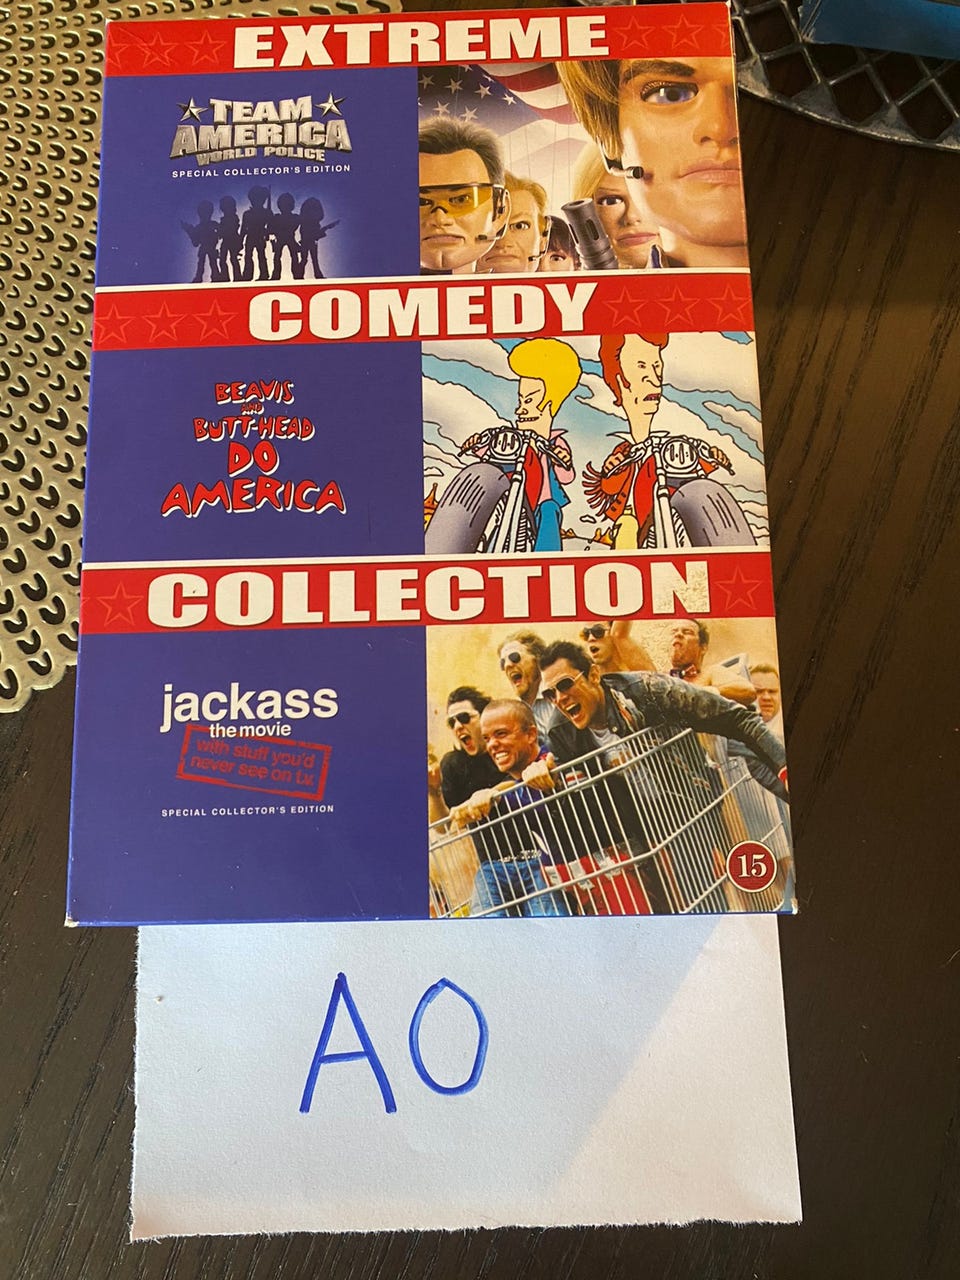 EXTREME
TEAM
AMERICA
WORLD POLICE
SPECIAL COLLECTOR'S EDITION
COMEDY
BEAVIS
AND
BUTT-HEAD
DO
AMERICA
COLLECTION
jackass
the movie
with stuff you'd
never see on t.v.
SPECIAL COLLECTOR'S EDITION
15
AO